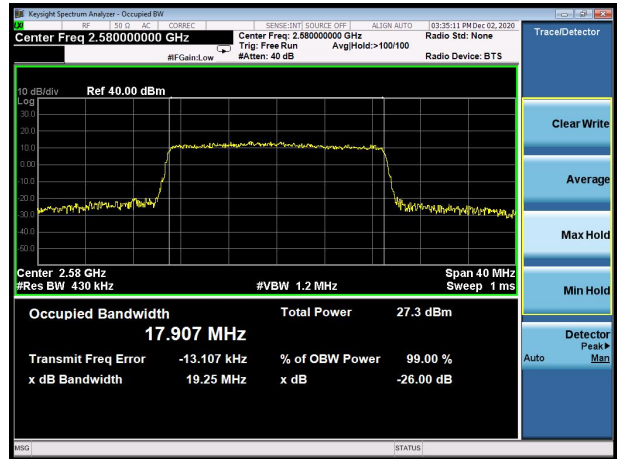 Keysight Spectrum Analyzer - Occupied BW
RF 50 Ω AC CORREC SENSE:INT SOURCE OFF ALIGN AUTO 03:35:11 PM Dec 02, 2020
Center Freq 2.580000000 GHz
Center Freq: 2.580000000 GHz Radio Std: None
Trig: Free Run Avg|Hold:>100/100
#IFGain:Low #Atten: 40 dB Radio Device: BTS
Trace/Detector
10 dB/div Ref 40.00 dBm
Log
30.0
20.0
10.0
0.00
-10.0
-20.0
-30.0
-40.0
-50.0
Center 2.58 GHz Span 40 MHz
#Res BW 430 kHz #VBW 1.2 MHz Sweep 1 ms
Occupied Bandwidth Total Power 27.3 dBm
17.907 MHz
Transmit Freq Error -13.107 kHz % of OBW Power 99.00 %
x dB Bandwidth 19.25 MHz x dB -26.00 dB
Clear Write
Average
Max Hold
Min Hold
Detector
Peak▶
Auto Man
MSG STATUS